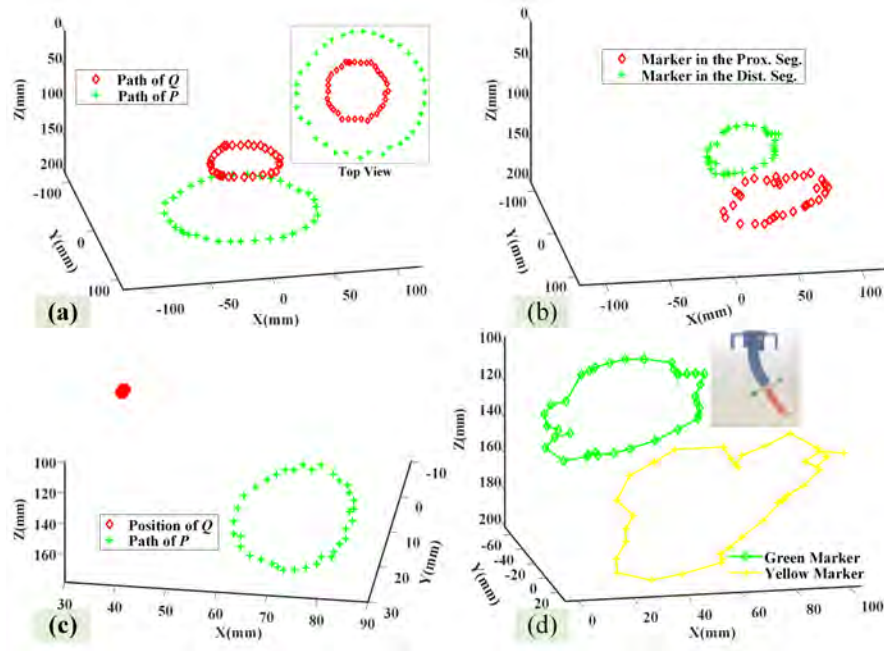 0
50
100
150
200
Z(mm)
-100
0
100
Y(mm)
-100
-50
0
50
100
X(mm)
Path of Q
Path of P
Top View
(a)
0
50
100
150
200
Z(mm)
-100
0
100
Y(mm)
-100
-50
0
50
100
X(mm)
Marker in the Prox. Seg.
Marker in the Dist. Seg.
(b)
100
120
140
160
Z(mm)
-10
0
10
20
30
Y(mm)
30
40
50
60
70
80
90
X(mm)
Position of Q
Path of P
(c)
100
120
140
160
180
200
Z(mm)
-60
-40
-20
0
20
Y(mm)
0
20
40
60
80
100
X(mm)
Green Marker
Yellow Marker
(d)